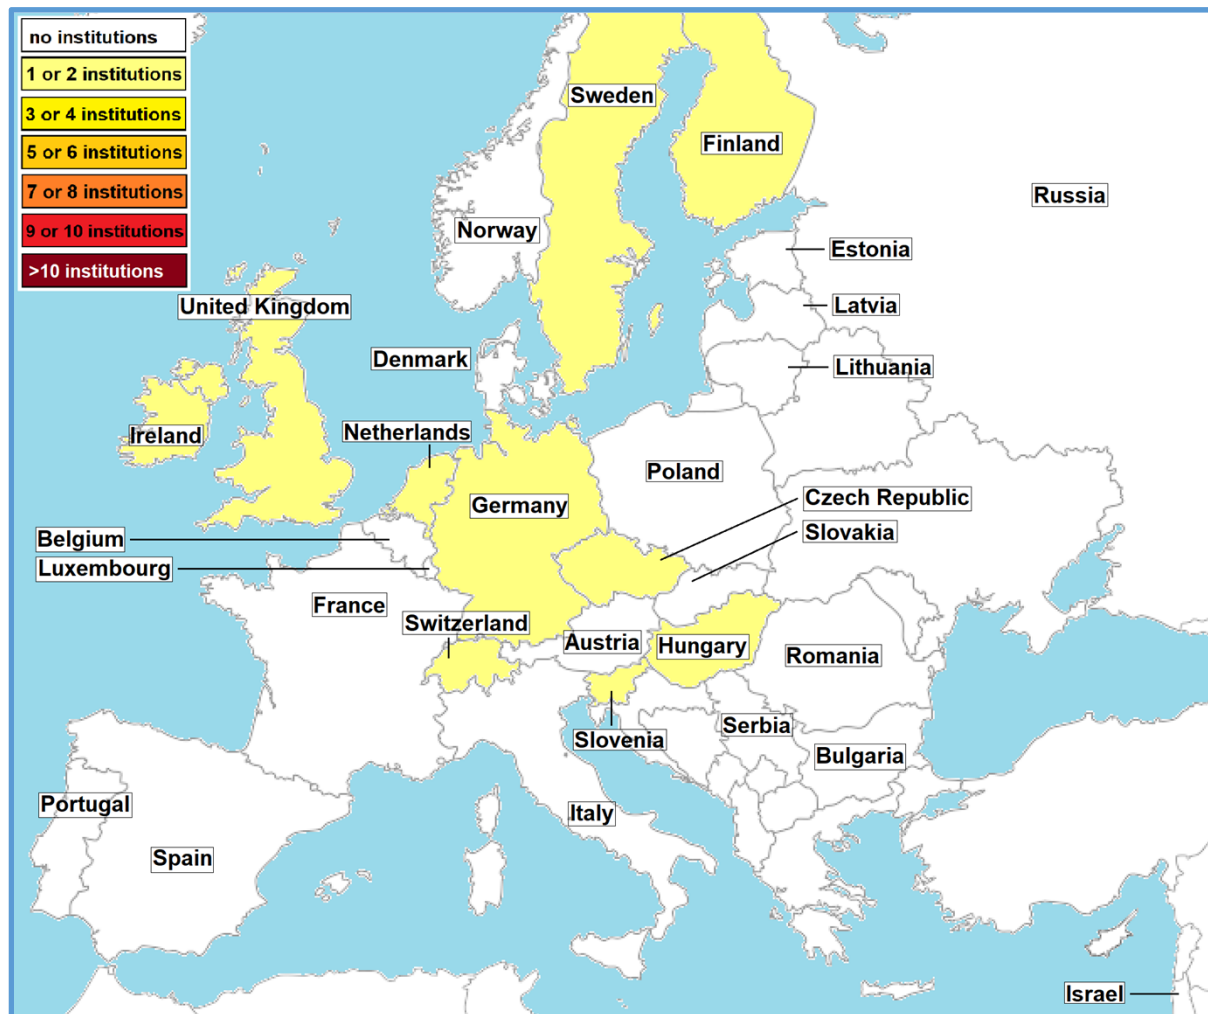 no institutions
1 or 2 institutions
3 or 4 institutions
5 or 6 institutions
7 or 8 institutions
9 or 10 institutions
>10 institutions
Sweden
Finland
Russia
Norway
Estonia
United Kingdom
Latvia
Denmark
Lithuania
Ireland
Netherlands
Poland
Germany
Czech Republic
Belgium
Slovakia
Luxembourg
France
Switzerland
Austria
Hungary
Romania
Slovenia
Serbia
Bulgaria
Portugal
Italy
Spain
Israel